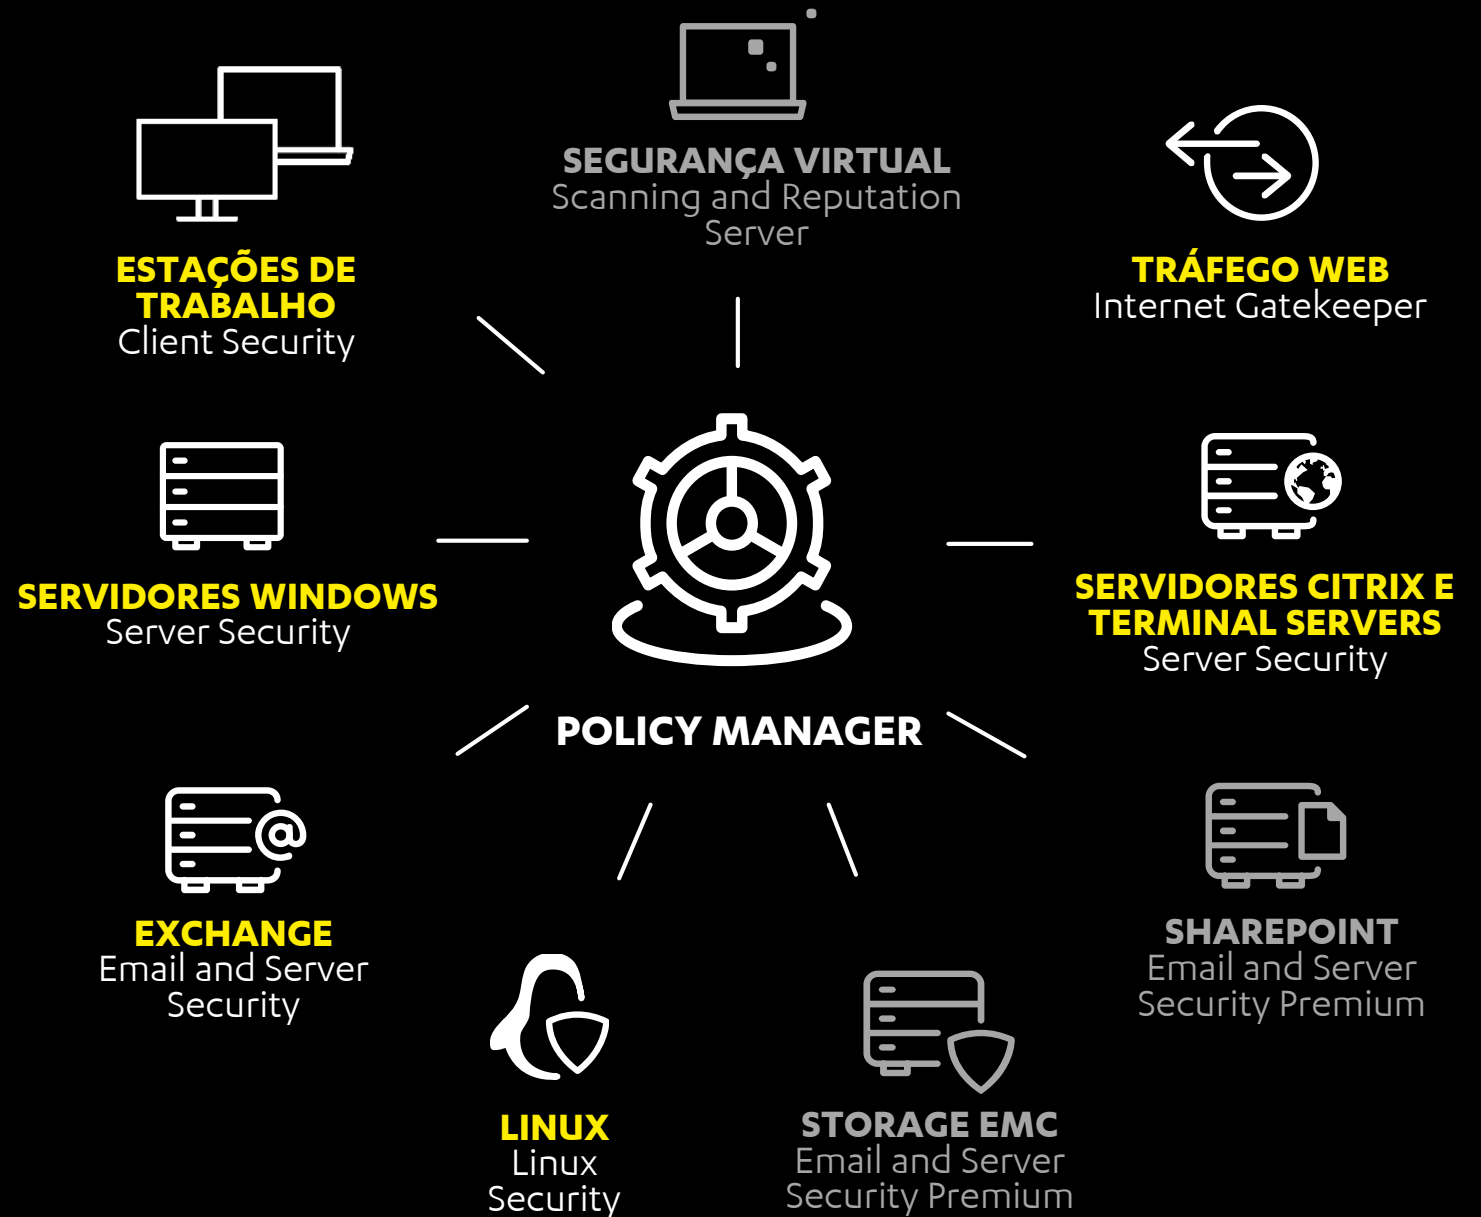 SEGURANÇA VIRTUAL
Scanning and Reputation
Server
ESTAÇÕES DE
TRABALHO
Client Security
TRÁFEGO WEB
Internet Gatekeeper
SERVIDORES WINDOWS
Server Security
SERVIDORES CITRIX E
TERMINAL SERVERS
Server Security
POLICY MANAGER
EXCHANGE
Email and Server
Security
SHAREPOINT
Email and Server
Security Premium
LINUX
Linux
Security
STORAGE EMC
Email and Server
Security Premium